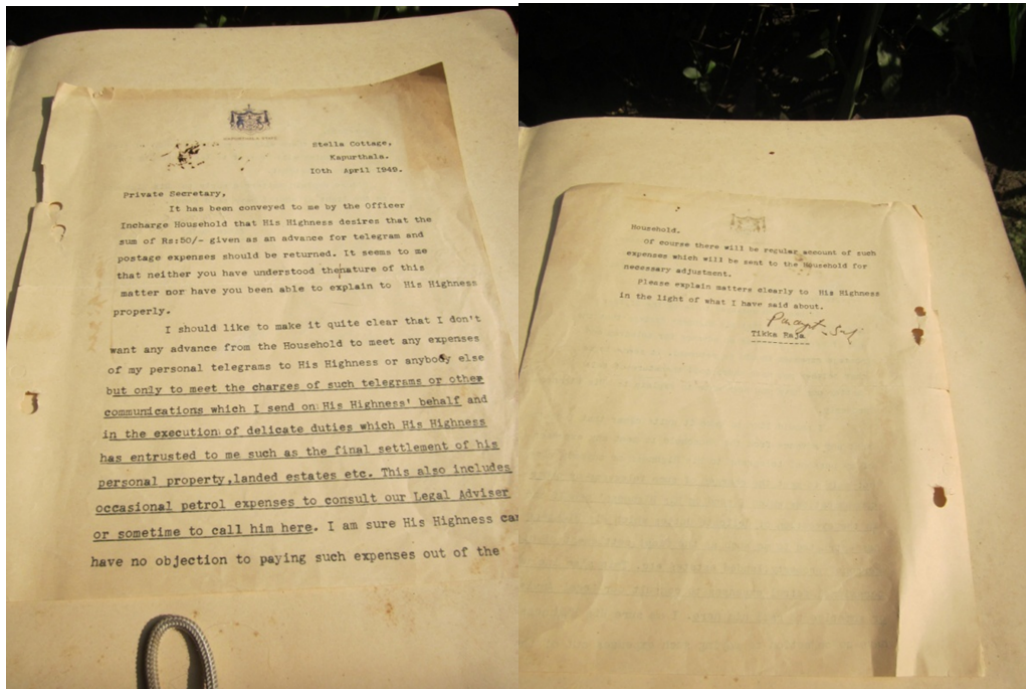 KAPURTHALA STATE
Stella Cottage,
Kapurthala.
10th April 1949.
Private Secretary,
It has been conveyed to me by the Officer
Incharge Household that His Highness desires that the
sum of Rs:50/- given as an advance for telegram and
postage expenses should be returned. It seems to me
that neither you have understood thenature of this
matter nor have you been able to explain to His Highness
properly.
I should like to make it quite clear that I don't
want any advance from the Household to meet any expenses
of my personal telegrams to His Highness or anybody else
but only to meet the charges of such telegrams or other
communications which I send on His Highness' behalf and
in the execution of delicate duties which His Highness
has entrusted to me such as the final settlement of his
personal property,landed estates etc. This also includes
occasional petrol expenses to consult our Legal Adviser
or sometime to call him here. I am sure His Highness can
have no objection to paying such expenses out of the
Household.
Of course there will be regular account of such
expenses which will be sent to the Household for
necessary adjustment.
Please explain matters clearly to His Highness
in the light of what I have said about.
Tikka Raja